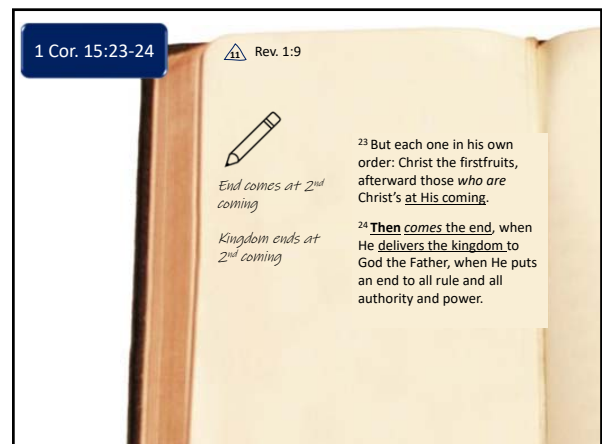 1 Cor. 15:23-24
11 Rev. 1:9
End comes at 2nd
coming
Kingdom ends at
2nd coming
23 But each one in his own
order: Christ the firstfruits,
afterward those who are
Christ's at His coming.
24 Then comes the end, when
He delivers the kingdom to
God the Father, when He puts
an end to all rule and all
authority and power.